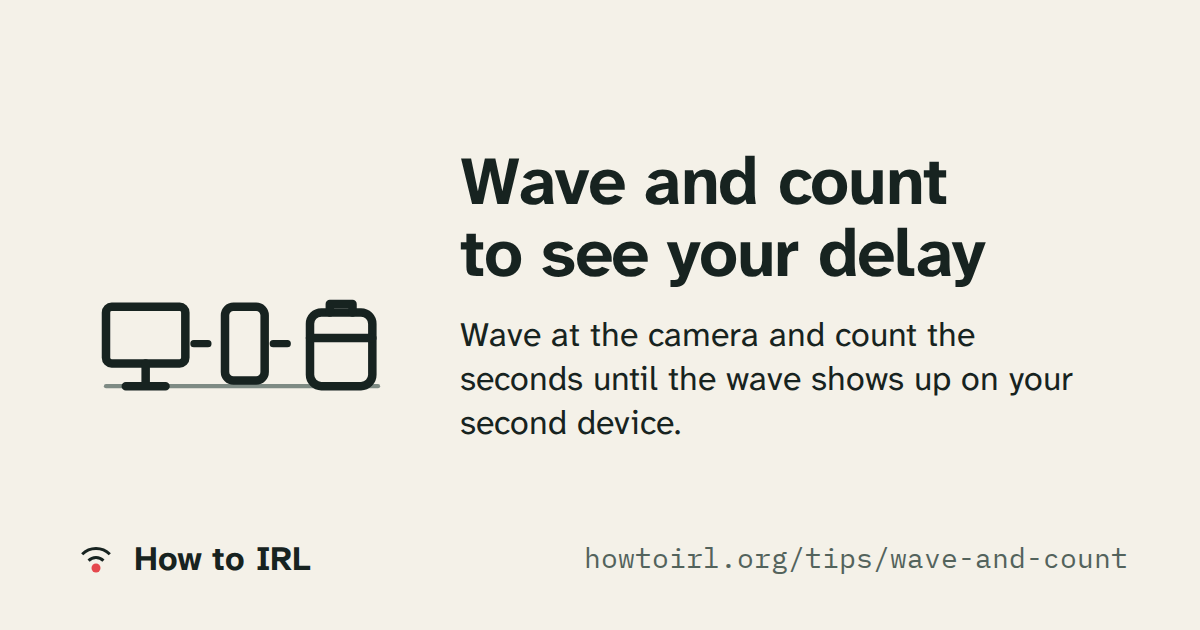 Wave and count
to see your delay
Wave at the camera and count the
seconds until the wave shows up on your
second device.
How to IRL
howtoirl.org/tips/wave-and-count